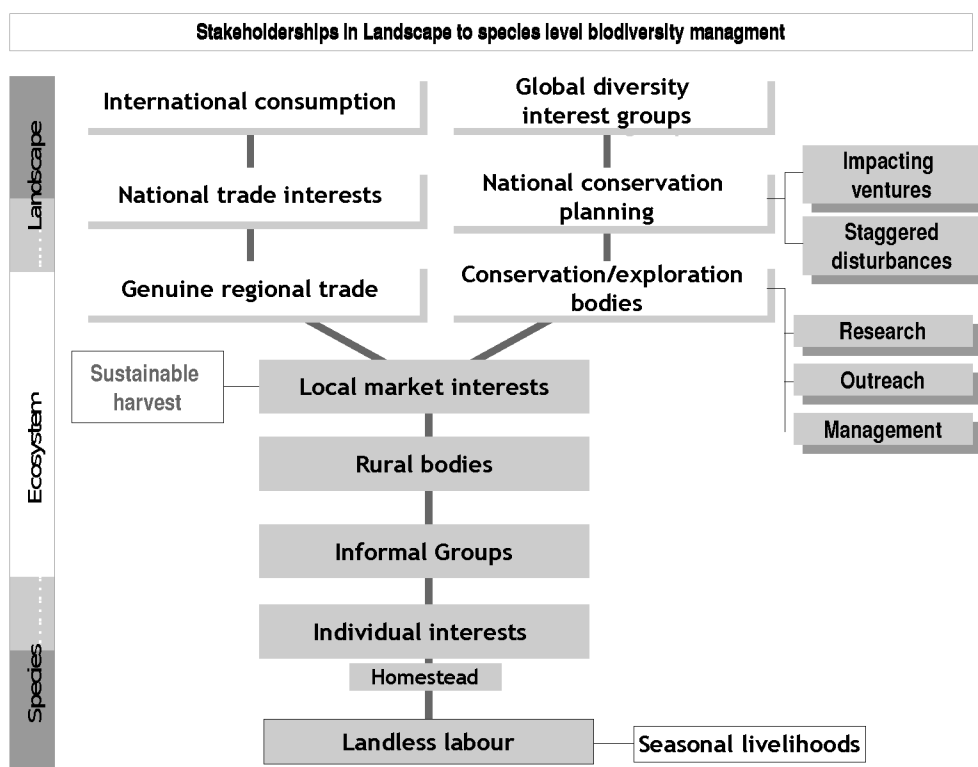 Stakeholderships in Landscape to species level biodiversity managment
Landscape
Ecosystem
Species
International consumption
Global diversity
interest groups
National trade interests
National conservation
planning
Impacting
ventures
Staggered
disturbances
Genuine regional trade
Conservation/exploration
bodies
Research
Outreach
Management
Sustainable
harvest
Local market interests
Rural bodies
Informal Groups
Individual interests
Homestead
Landless labour
Seasonal livelihoods